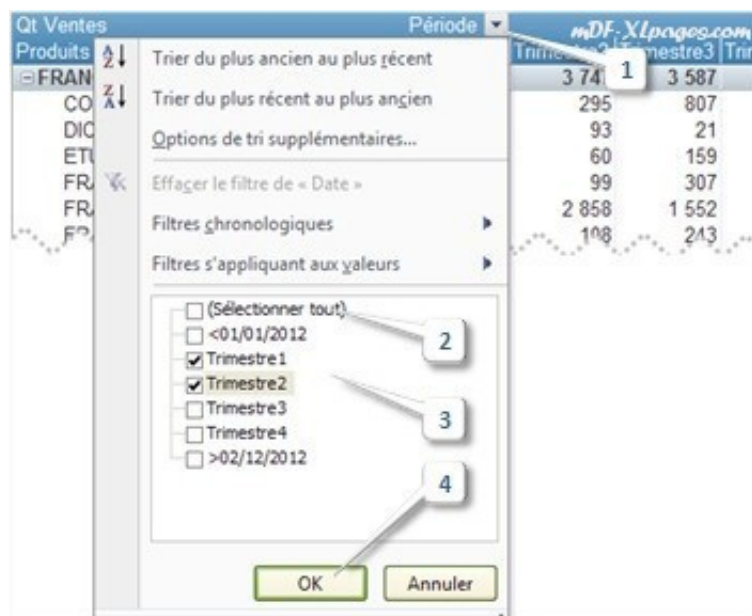 Qt Ventes Période mDF-XLpages.com
Produits Trimestre2 Trimestre3
FRAN 3 747 3 587
CO 295 807
DIC 93 21
ETU 60 159
FRA 99 307
FR 2 858 1 552
243
1
Trier du plus ancien au plus récent
Trier du plus récent au plus ancien
Options de tri supplémentaires...
Effacer le filtre de « Date »
Filtres chronologiques
Filtres s'appliquant aux valeurs
(Sélectionner tout)
<01/01/2012
2
Trimestre1
Trimestre2
Trimestre3
3
Trimestre4
>02/12/2012
4
OK Annuler